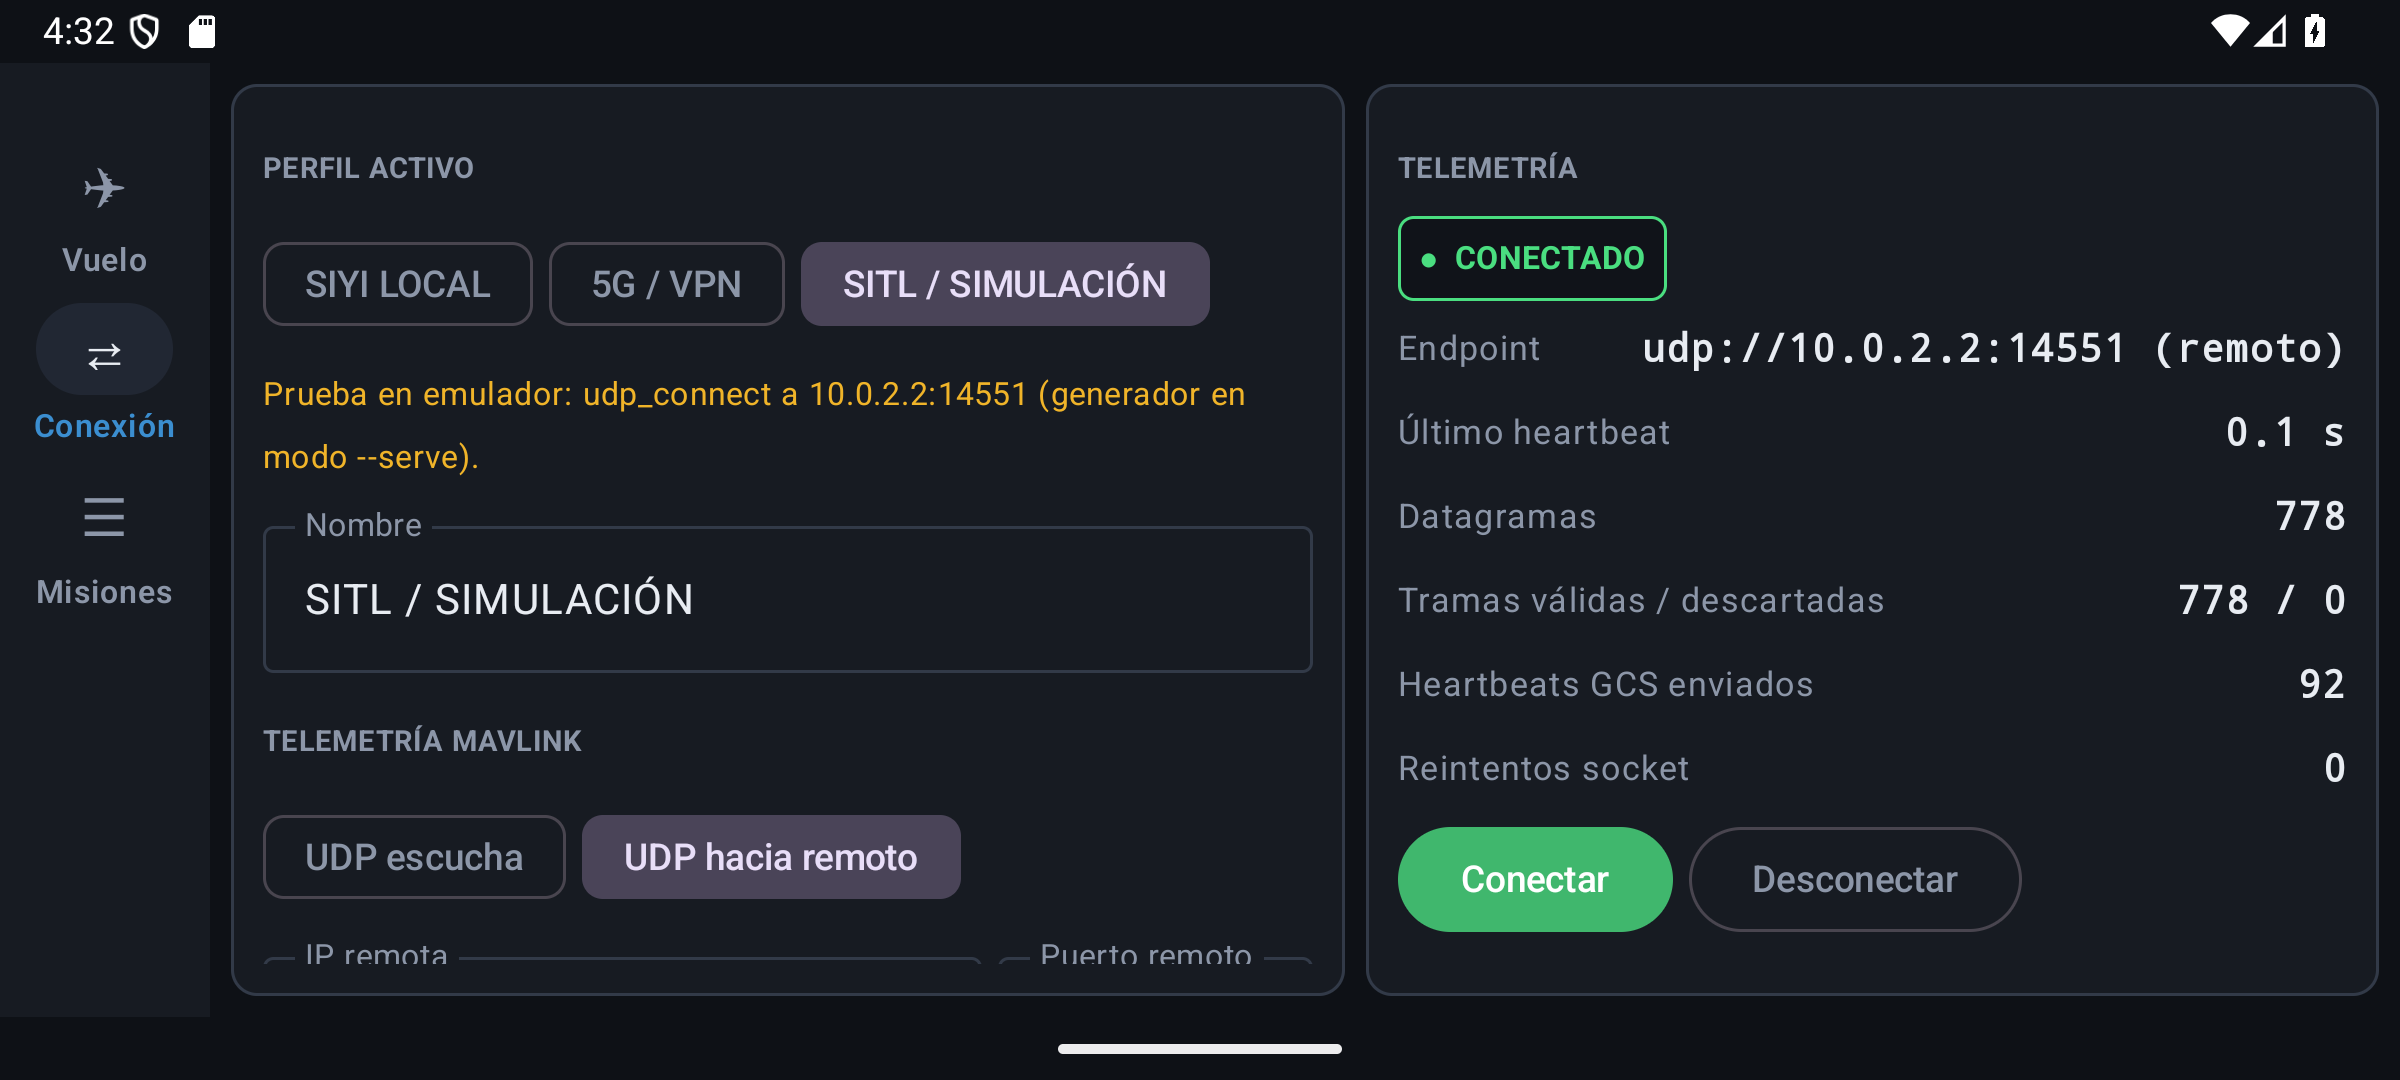 4:32
Vuelo
Conexión
Misiones
PERFIL ACTIVO
SIYI LOCAL
5G / VPN
SITL / SIMULACIÓN
Prueba en emulador: udp_connect a 10.0.2.2:14551 (generador en
modo --serve).
Nombre
SITL / SIMULACIÓN
TELEMETRÍA MAVLINK
UDP escucha
UDP hacia remoto
IP remota
Puerto remoto
TELEMETRÍA
CONECTADO
Endpoint udp://10.0.2.2:14551 (remoto)
Último heartbeat 0.1 s
Datagramas 778
Tramas válidas / descartadas 778 / 0
Heartbeats GCS enviados 92
Reintentos socket 0
Conectar
Desconectar